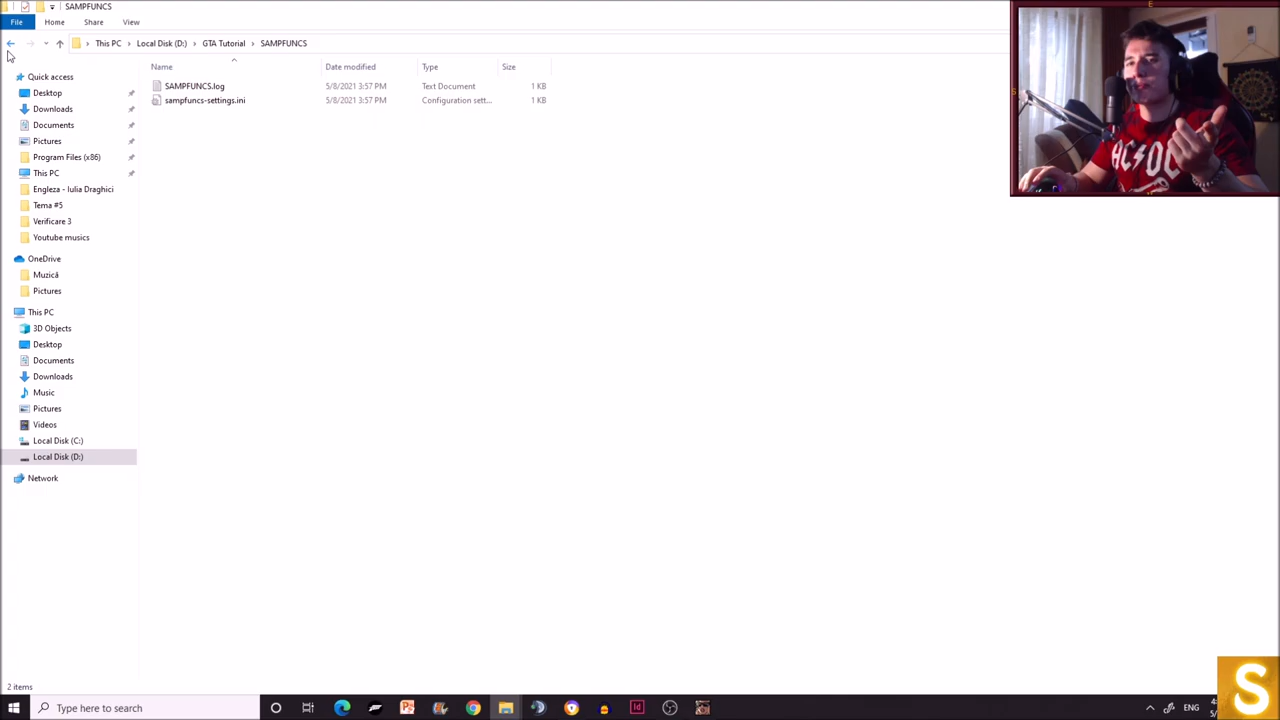 SAMPFUNCS
File Home Share View
This PC Local Disk (D:) GTA Tutorial SAMPFUNCS
Name Date modified Type Size
SAMPFUNCS.log 5/8/2021 3:57 PM Text Document 1 KB
sampfuncs-settings.ini 5/8/2021 3:57 PM Configuration sett... 1 KB
Quick access
Desktop
Downloads
Documents
Pictures
Program Files (x86)
This PC
Engleza - Iulia Draghici
Tema #5
Verificare 3
Youtube musics
OneDrive
Muzică
Pictures
This PC
3D Objects
Desktop
Documents
Downloads
Music
Pictures
Videos
Local Disk (C:)
Local Disk (D:)
Network
2 items
Type here to search
ENG
E
S
AC DC
S